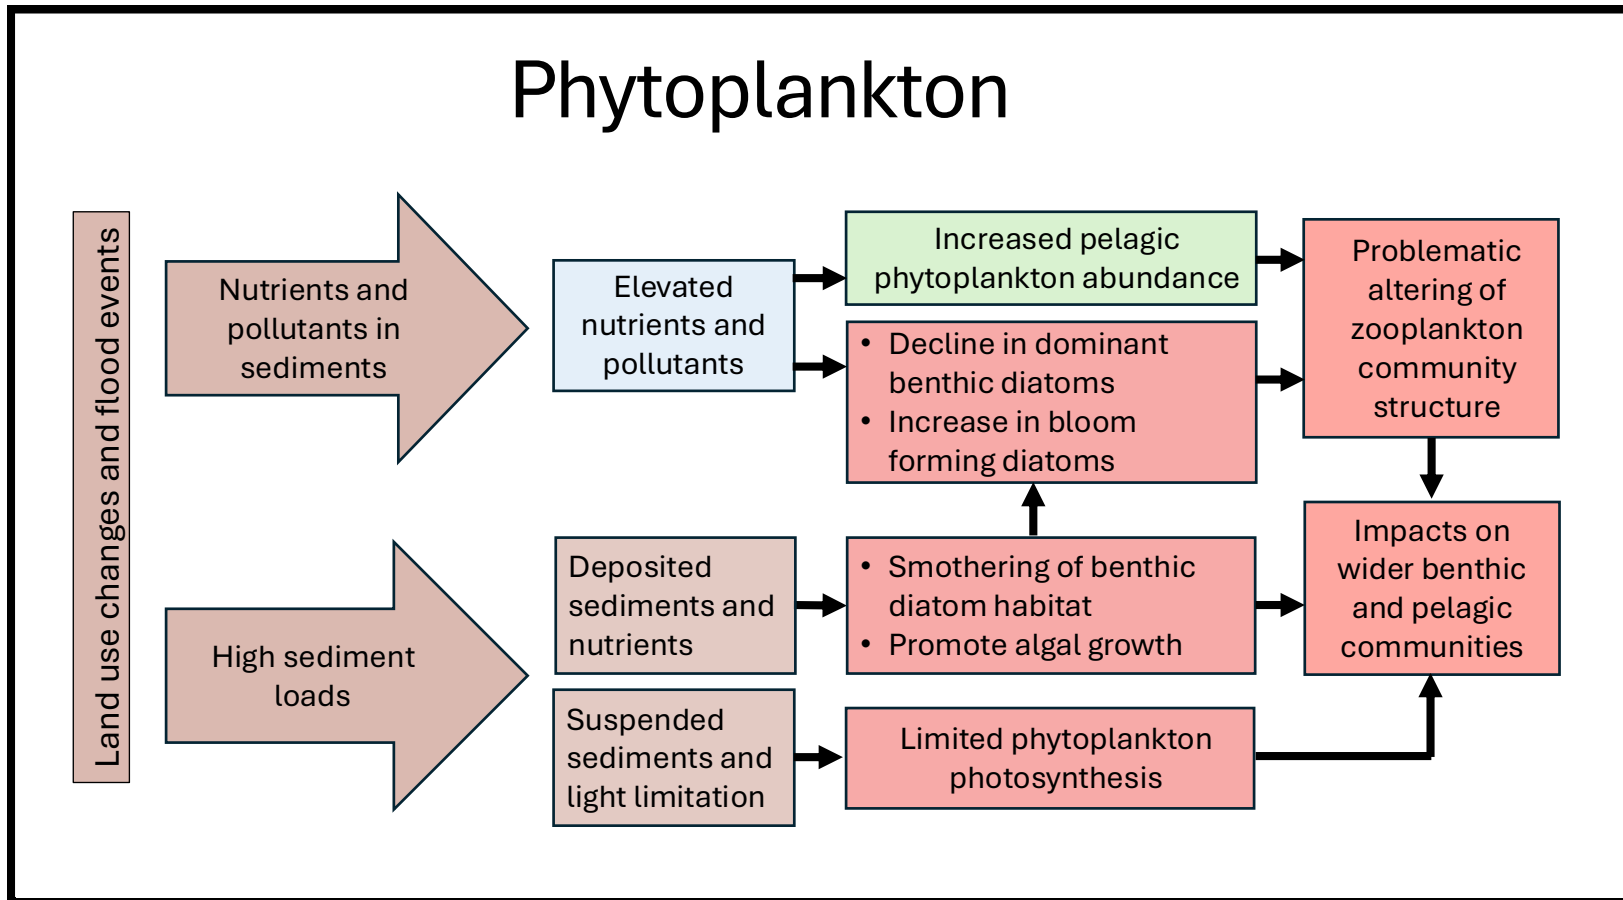 Phytoplankton
Land use changes and flood events
Nutrients and
pollutants in
sediments
Elevated
nutrients and
pollutants
Increased pelagic
phytoplankton abundance
• Decline in dominant
benthic diatoms
• Increase in bloom
forming diatoms
Problematic
altering of
zooplankton
community
structure
High sediment
loads
Deposited
sediments and
nutrients
• Smothering of benthic
diatom habitat
• Promote algal growth
Impacts on
wider benthic
and pelagic
communities
Suspended
sediments and
light limitation
Limited phytoplankton
photosynthesis